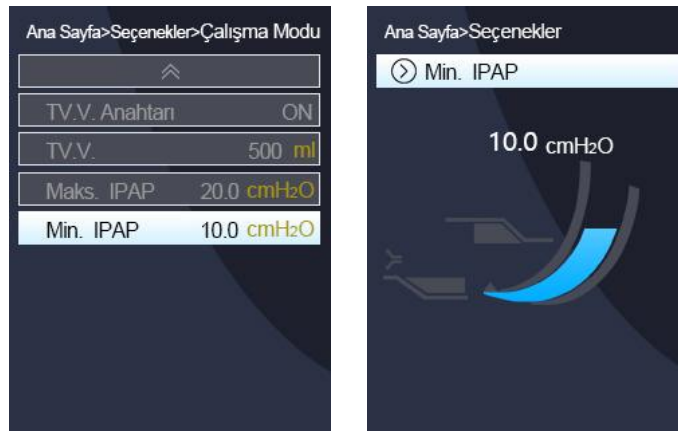 Ana Sayfa>Seçenekler>Çalışma Modu
TV.V. Anahtarı ON
TV.V. 500 ml
Maks. IPAP 20.0 cmH2O
Min. IPAP 10.0 cmH2O
Ana Sayfa>Seçenekler
Min. IPAP
10.0 cmH2O